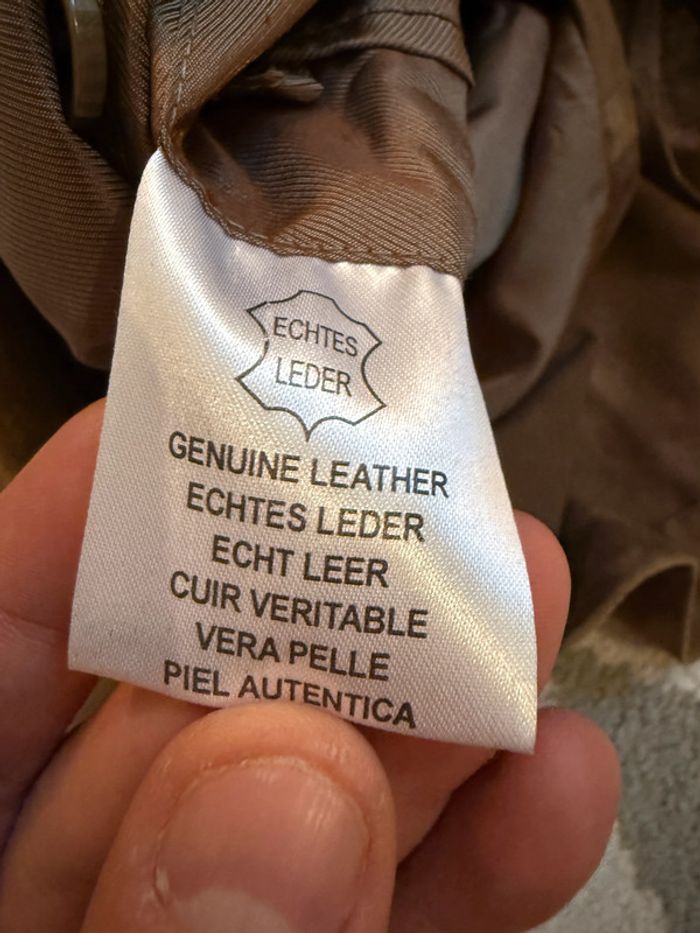 ECHTES
LEDER
GENUINE LEATHER
ECHTES LEDER
ECHT LEER
CUIR VERITABLE
VERA PELLE
PIEL AUTENTICA